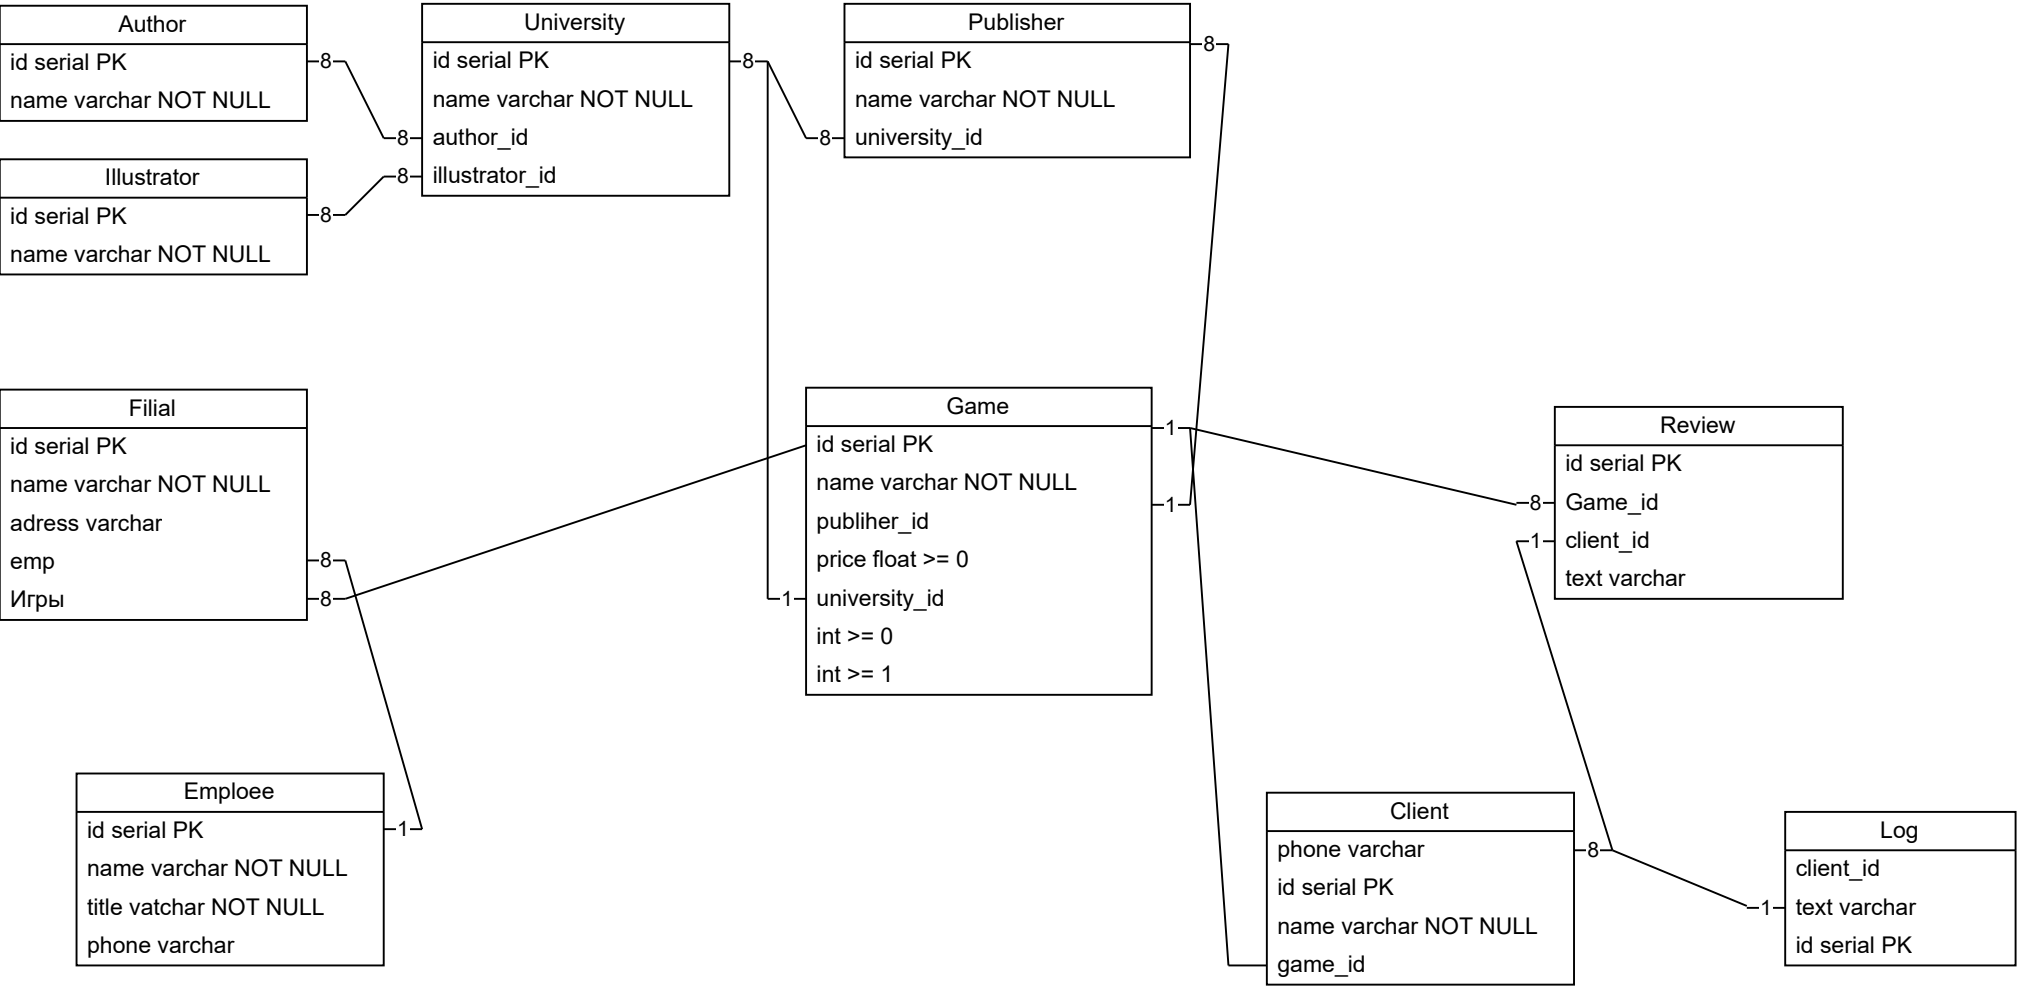 Author
id serial PK
name varchar NOT NULL
University
id serial PK
name varchar NOT NULL
author_id
illustrator_id
Publisher
id serial PK
name varchar NOT NULL
university_id
Illustrator
id serial PK
name varchar NOT NULL
8
8
8
8
8
8
8
Filial
id serial PK
name varchar NOT NULL
adress varchar
emp
Игры
8
8
Game
id serial PK
name varchar NOT NULL
publiher_id
price float >= 0
university_id
int >= 0
int >= 1
1
1
1
Review
id serial PK
Game_id
client_id
text varchar
8
1
Emploee
id serial PK
name varchar NOT NULL
title vatchar NOT NULL
phone varchar
1
Client
phone varchar
id serial PK
name varchar NOT NULL
game_id
8
1
Log
client_id
text varchar
id serial PK